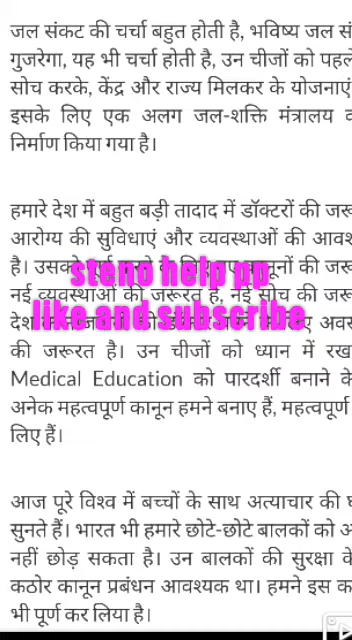 जल संकट की चर्चा बहुत होती है, भविष्य जल सं
गुजरेगा, यह भी चर्चा होती है, उन चीजों को पहले
सोच करके, केंद्र और राज्य मिलकर के योजनाएं
इसके लिए एक अलग जल-शक्ति मंत्रालय व
निर्माण किया गया है।
हमारे देश में बहुत बड़ी तादाद में डॉक्टरों की जरू
आरोग्य की सुविधाएं और व्यवस्थाओं की आवश
है। उसको की जरू
steno help pp
नई व्यवस्थाओं की जरूरत है, नई सोच की जरू
like and subscribe
की जरूरत है। उन चीजों को ध्यान में रख
Medical Education को पारदर्शी बनाने के
अनेक महत्वपूर्ण कानून हमने बनाए हैं, महत्वपूर्ण
लिए हैं।
आज पूरे विश्व में बच्चों के साथ अत्याचार की
सुनते हैं। भारत भी हमारे छोटे-छोटे बालकों को अ
नहीं छोड़ सकता है। उन बालकों की सुरक्षा के
कठोर कानून प्रबंधन आवश्यक था। हमने इस क
भी पूर्ण कर लिया है।